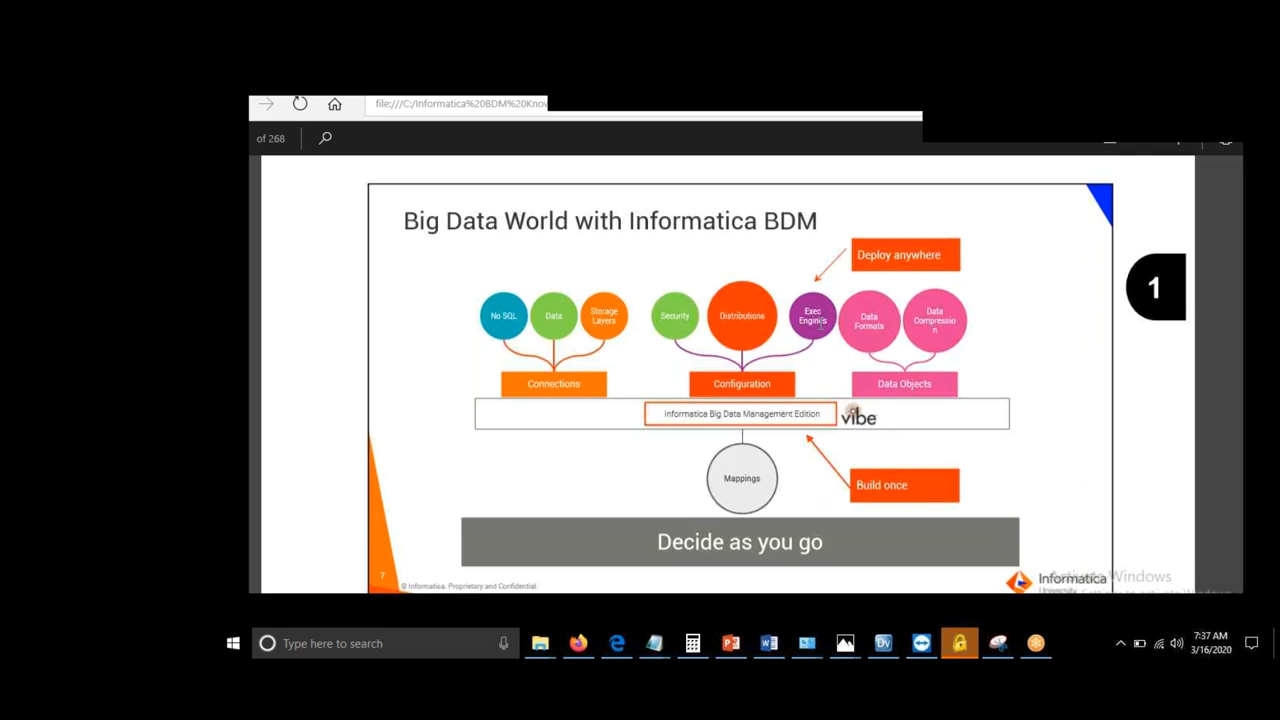 file:///C:/Informatica%20BDM%20Know
of 268
Big Data World with Informatica BDM
Deploy anywhere
No SQL
Data
Storage
Layers
Security
Distributions
Exec
Engines
Data
Formats
Data
Compressio
n
1
Connections
Configuration
Data Objects
Informatica Big Data Management Edition
vibe
Mappings
Build once
Decide as you go
7
© Informatica. Proprietary and Confidential.
Informatica
University
Activate Windows
Type here to search
Dv
7:37 AM
3/16/2020